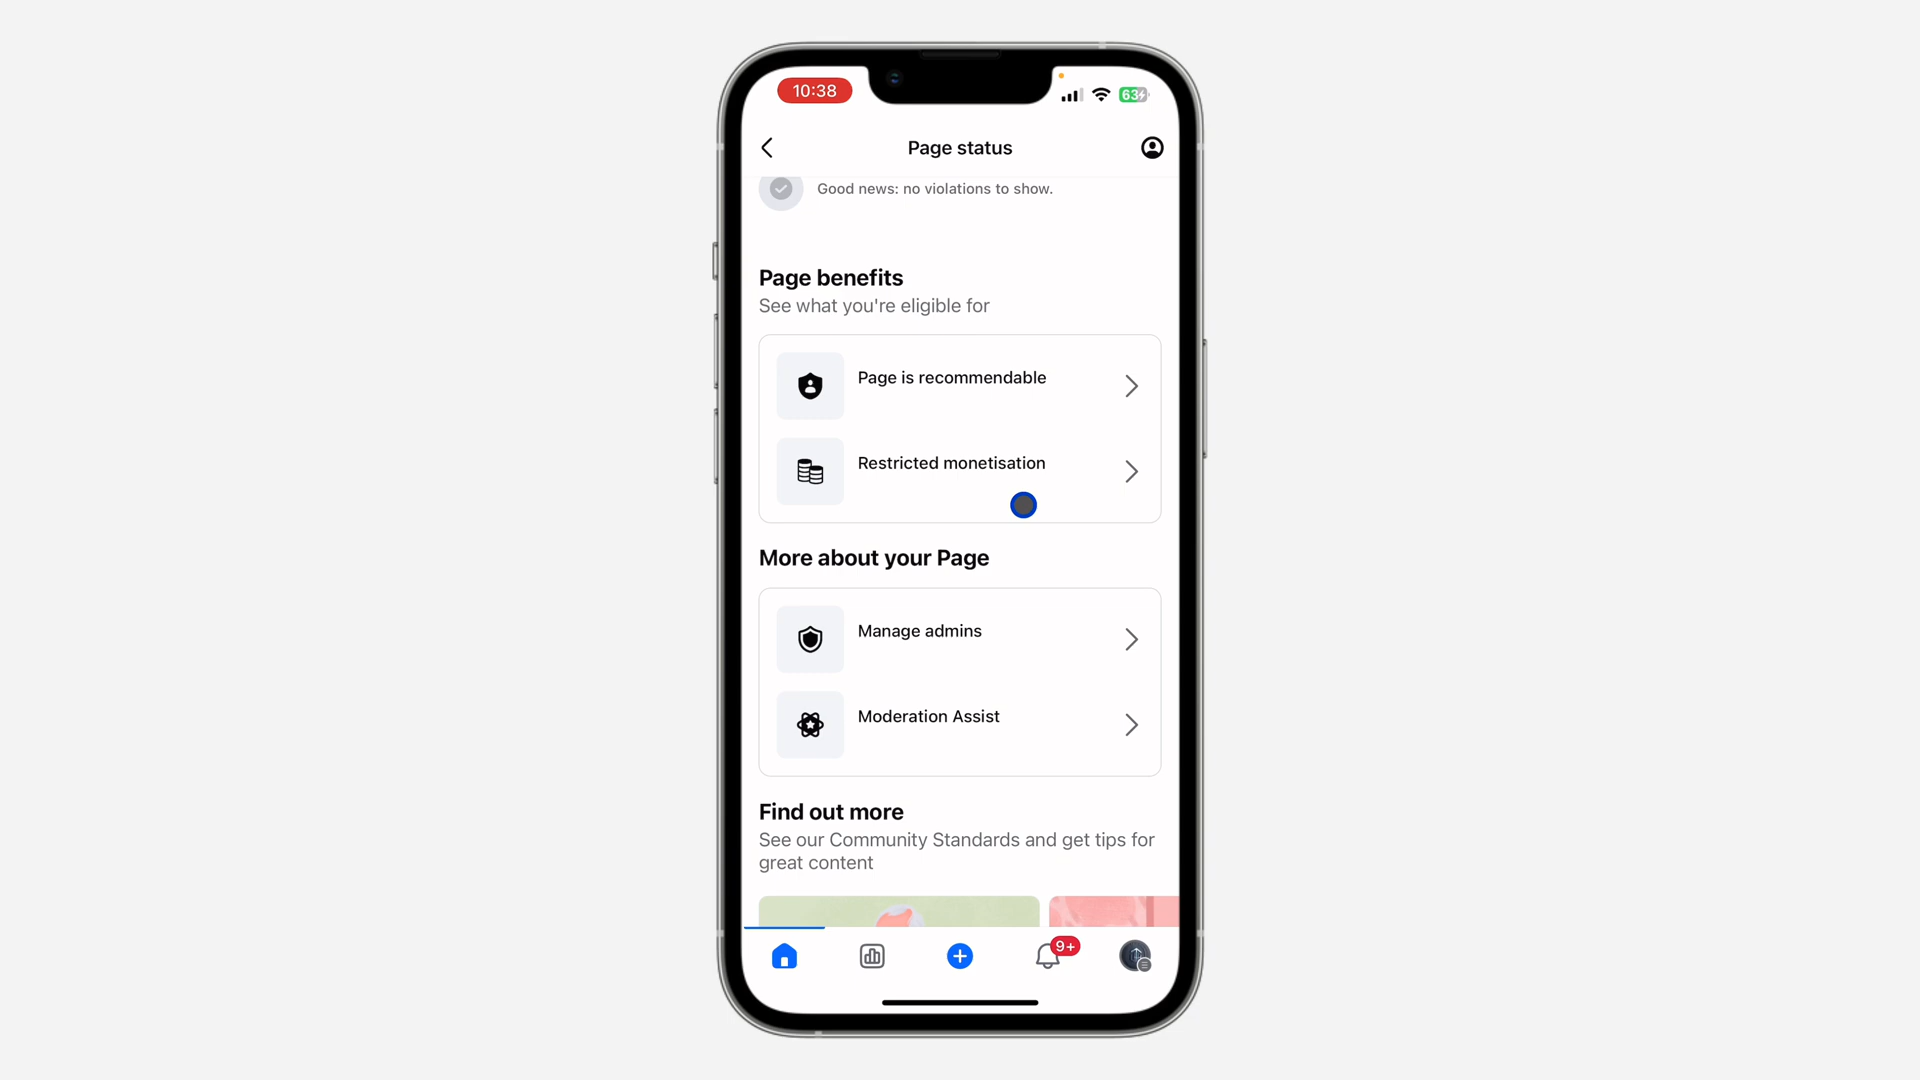 10:38
63
Page status
Good news: no violations to show.
Page benefits
See what you're eligible for
Page is recommendable
Restricted monetisation
More about your Page
Manage admins
Moderation Assist
Find out more
See our Community Standards and get tips for
great content
9+